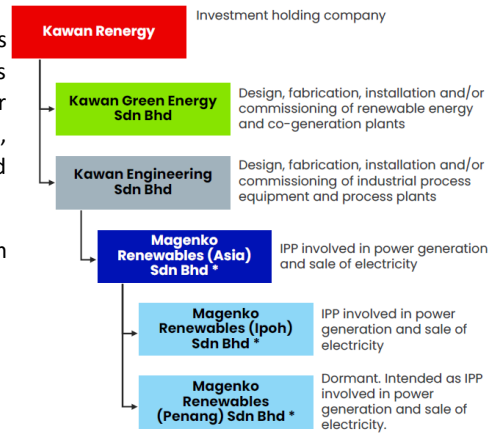 Kawan Renergy
Investment holding company
s
s
r
,
d
n
Kawan Green Energy
Sdn Bhd
Design, fabrication, installation and/or
commissioning of renewable energy
and co-generation plants
Kawan Engineering
Sdn Bhd
Design, fabrication, installation and/or
commissioning of industrial process
equipment and process plants
Magenko
Renewables (Asia)
Sdn Bhd *
IPP involved in power generation
and sale of electricity
Magenko
Renewables (Ipoh)
Sdn Bhd *
IPP involved in power
generation and sale of
electricity
Magenko
Renewables
(Penang) Sdn Bhd *
Dormant. Intended as IPP
involved in power
generation and sale of
electricity.